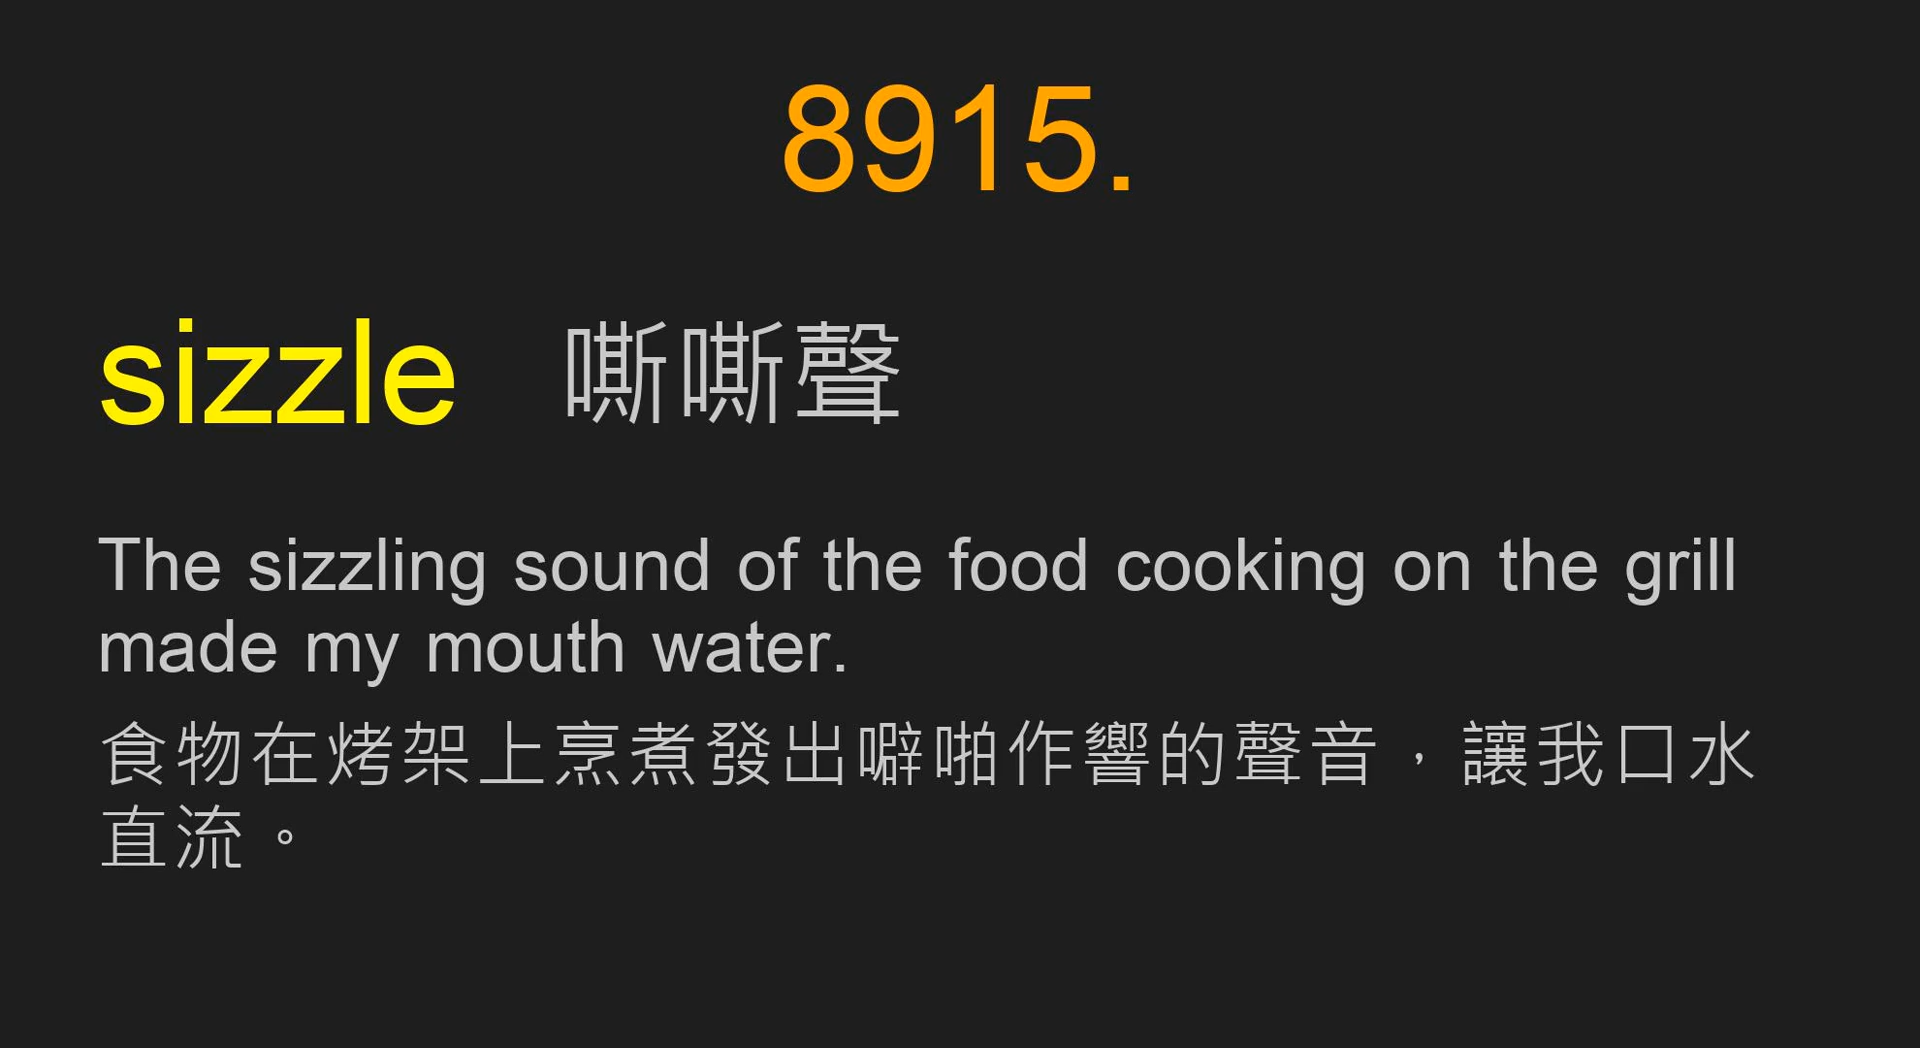 8915.
sizzle 嘶嘶聲
The sizzling sound of the food cooking on the grill
made my mouth water.
食物在烤架上烹煮發出噼啪作響的聲音，讓我口水
直流。